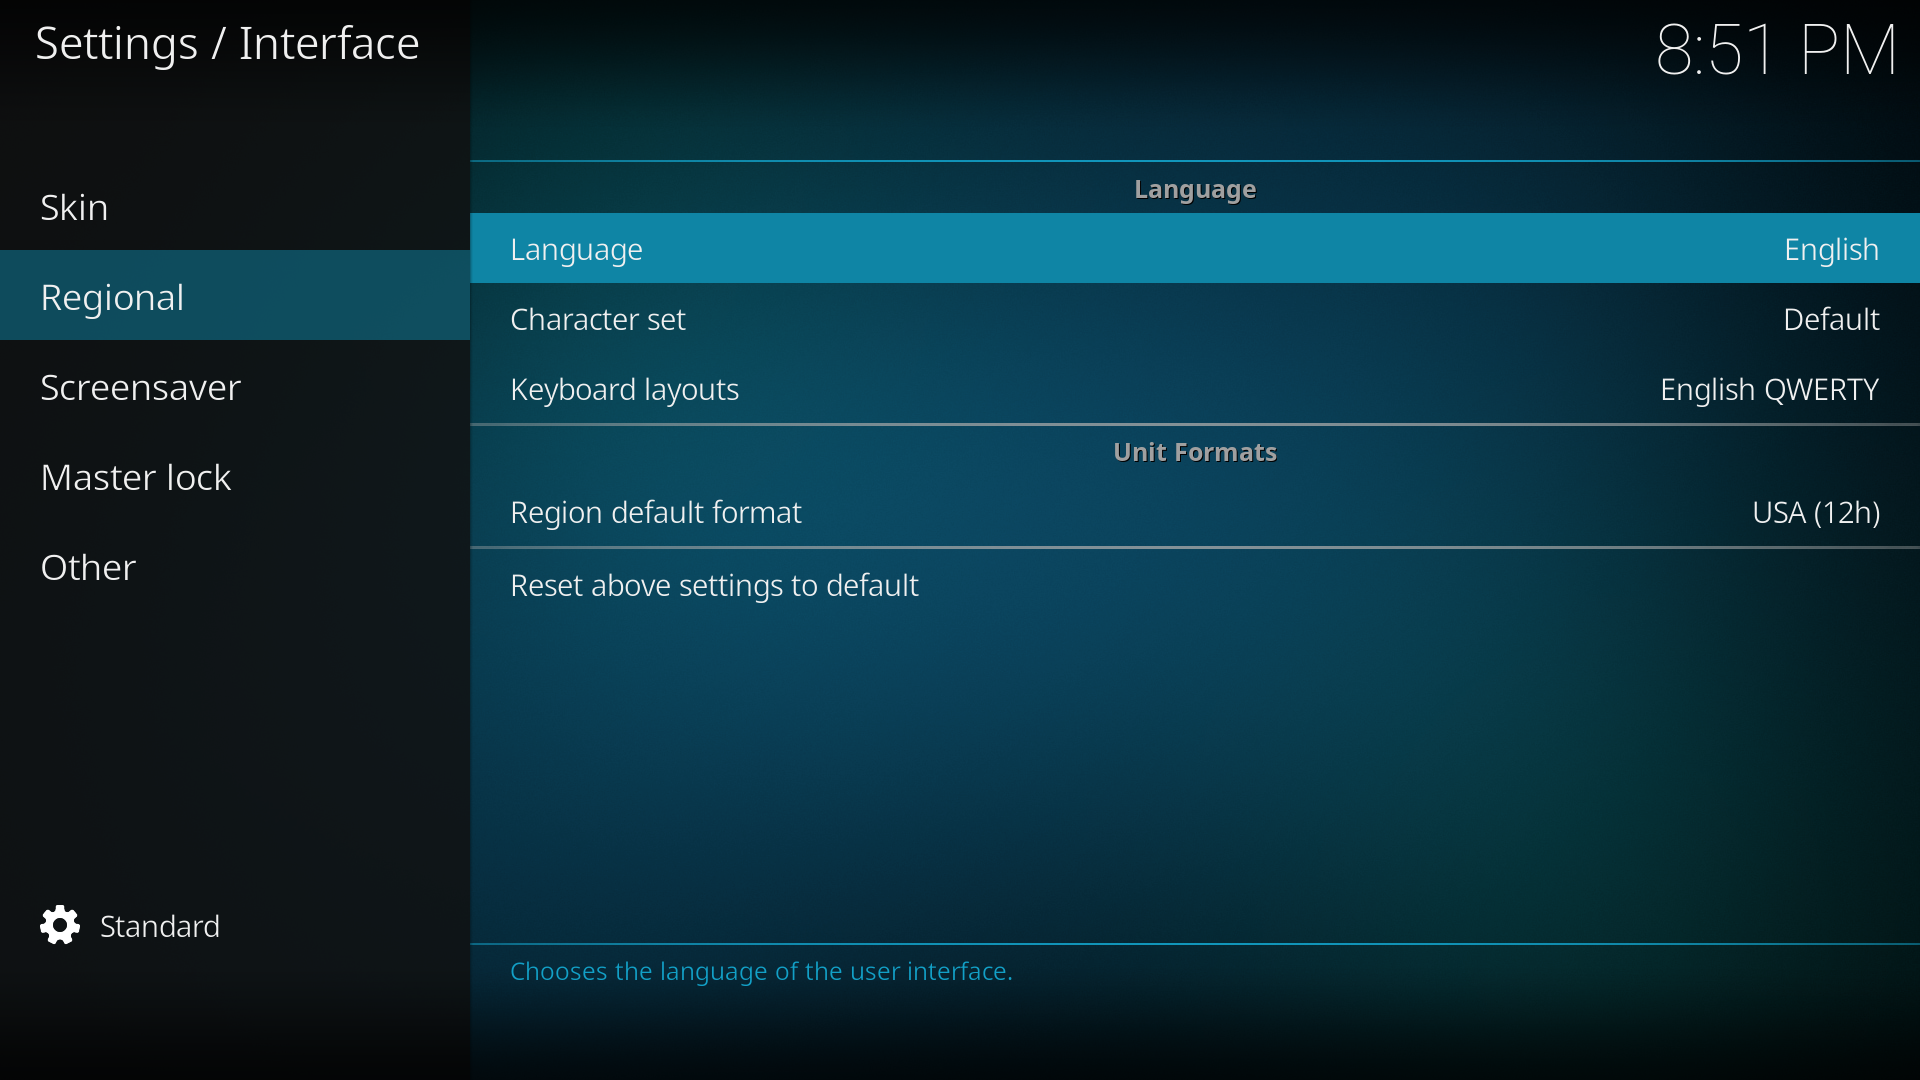 Settings / Interface
8:51 PM
Skin
Regional
Screensaver
Master lock
Other
Standard
Language
Language English
Character set Default
Keyboard layouts English QWERTY
Unit Formats
Region default format USA (12h)
Reset above settings to default
Chooses the language of the user interface.